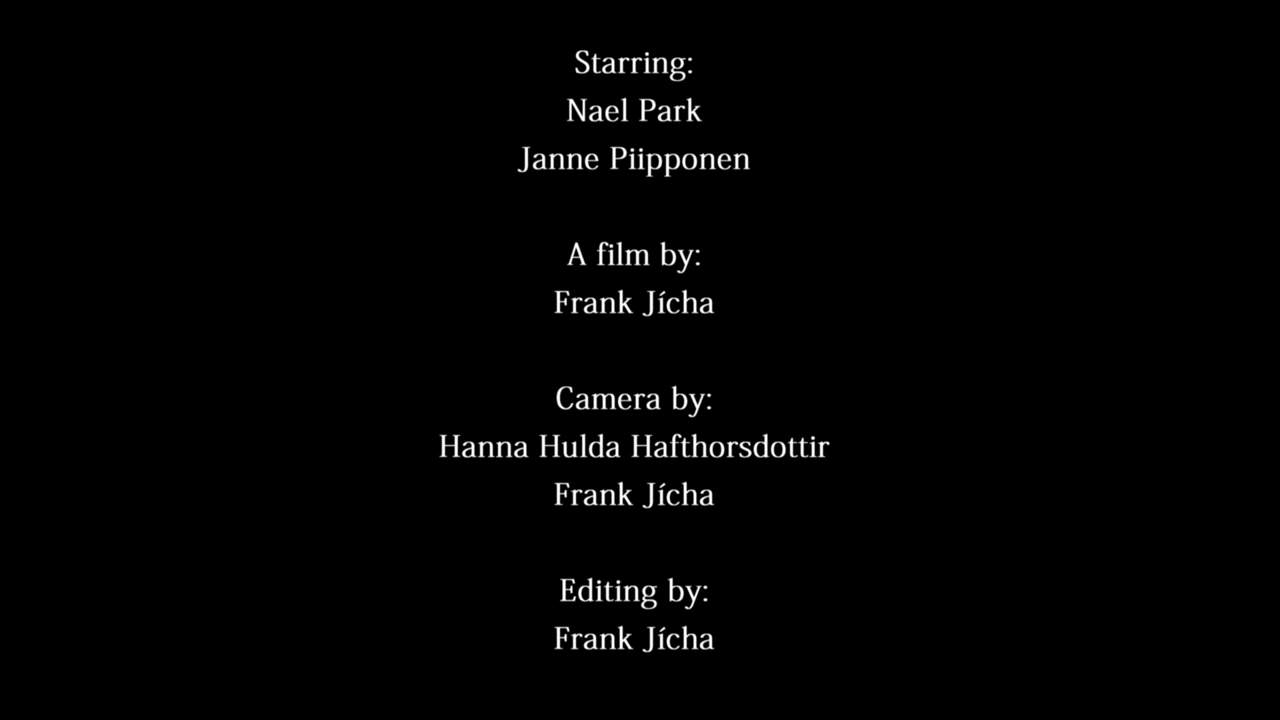 Starring:
Nael Park
Janne Piipponen
A film by:
Frank Jícha
Camera by:
Hanna Hulda Hafthorsdottir
Frank Jícha
Editing by:
Frank Jícha